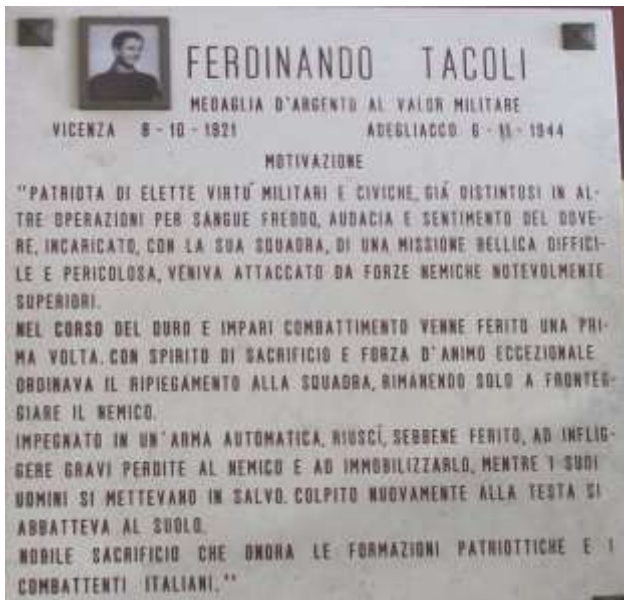 FERDINANDO TACOLI
MEDAGLIA D'ARGENTO AL VALOR MILITARE
VICENZA 8-10-1921 ADEGLIACCO 6-11-1944
MOTIVAZIONE
"PATRIOTA DI ELETTE VIRTÚ MILITARI E CIVICHE, GIÁ DISTINTOSI IN AL-
TRE OPERAZIONI PER SANGUE FREDDO, AUDACIA E SENTIMENTO DEL DOVE-
RE, INCARICATO, CON LA SUA SQUADRA, DI UNA MISSIONE BELLICA DIFFICI-
LE E PERICOLOSA, VENIVA ATTACCATO DA FORZE NEMICHE NOTEVOLMENTE
SUPERIORI.
NEL CORSO DEL DURO E IMPARI COMBATTIMENTO VENNE FERITO UNA PRI-
MA VOLTA. CON SPIRITO DI SACRIFICIO E FORZA D'ANIMO ECCEZIONALE
ORDINAVA IL RIPIEGAMENTO ALLA SQUADRA, RIMANENDO SOLO A FRONTEG-
GIARE IL NEMICO.
IMPEGNATO IN UN'ARMA AUTOMATICA, RIUSCÍ, SEBBENE FERITO, AD INFLIG-
GERE GRAVI PERDITE AL NEMICO E AD IMMOBILIZZARLO, MENTRE I SUOI
UOMINI SI METTEVANO IN SALVO. COLPITO NUOVAMENTE ALLA TESTA SI
ABBATTEVA AL SUOLO.
NOBILE SACRIFICIO CHE ONORA LE FORMAZIONI PATRIOTTICHE E I
COMBATTENTI ITALIANI."